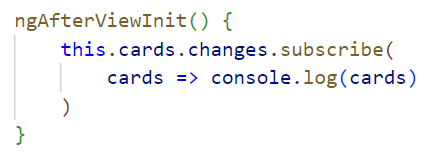 ngAfterViewInit() {
    this.cards.changes.subscribe(
        cards => console.log(cards)
    )
}